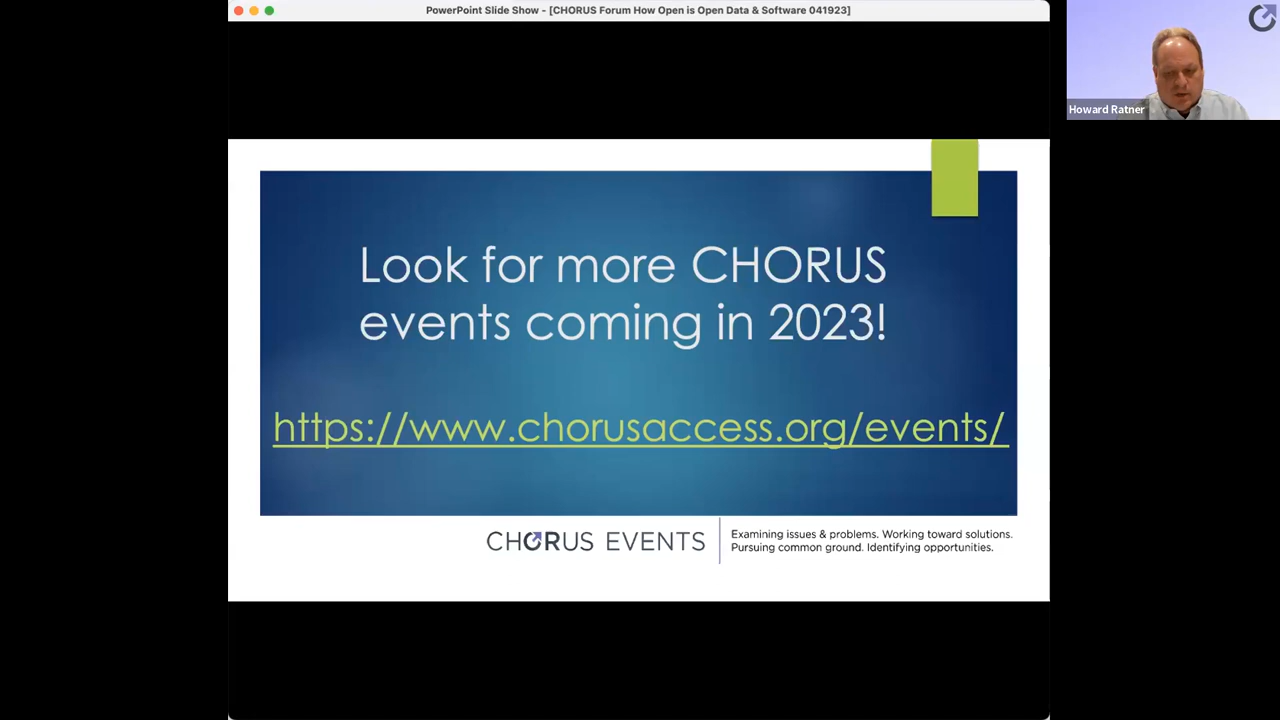 PowerPoint Slide Show - [CHORUS Forum How Open is Open Data & Software 041923]
Howard Ratner
Look for more CHORUS
events coming in 2023!
https://www.chorusaccess.org/events/
CHORUS EVENTS
Examining issues & problems. Working toward solutions.
Pursuing common ground. Identifying opportunities.